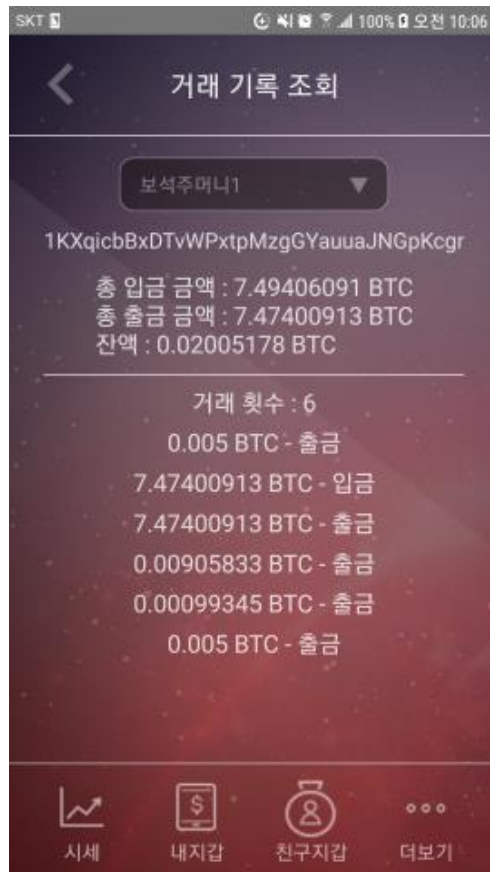 SKT 100% 오전 10:06
거래 기록 조회
보석주머니1
1KXqicbBxDTvWPxtpMzgGYauuaJNGpKcgr
총 입금 금액 : 7.49406091 BTC
총 출금 금액 : 7.47400913 BTC
잔액 : 0.02005178 BTC
거래 횟수 : 6
0.005 BTC - 출금
7.47400913 BTC - 입금
7.47400913 BTC - 출금
0.00905833 BTC - 출금
0.00099345 BTC - 출금
0.005 BTC - 출금
시세 내지갑 친구지갑 더보기